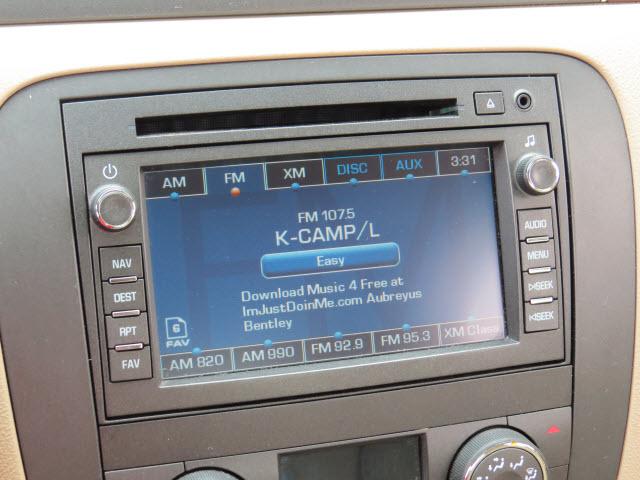 AM FM XM DISC AUX 3:31
FM 107.5
K-CAMP/L
Easy
Download Music 4 Free at
ImJustDoinMe.com Aubreyus
Bentley
6
FAV
AM 820 AM 990 FM 92.9 FM 95.3 XM Class
NAV
DEST
RPT
FAV
AUDIO
MENU
SEEK
SEEK